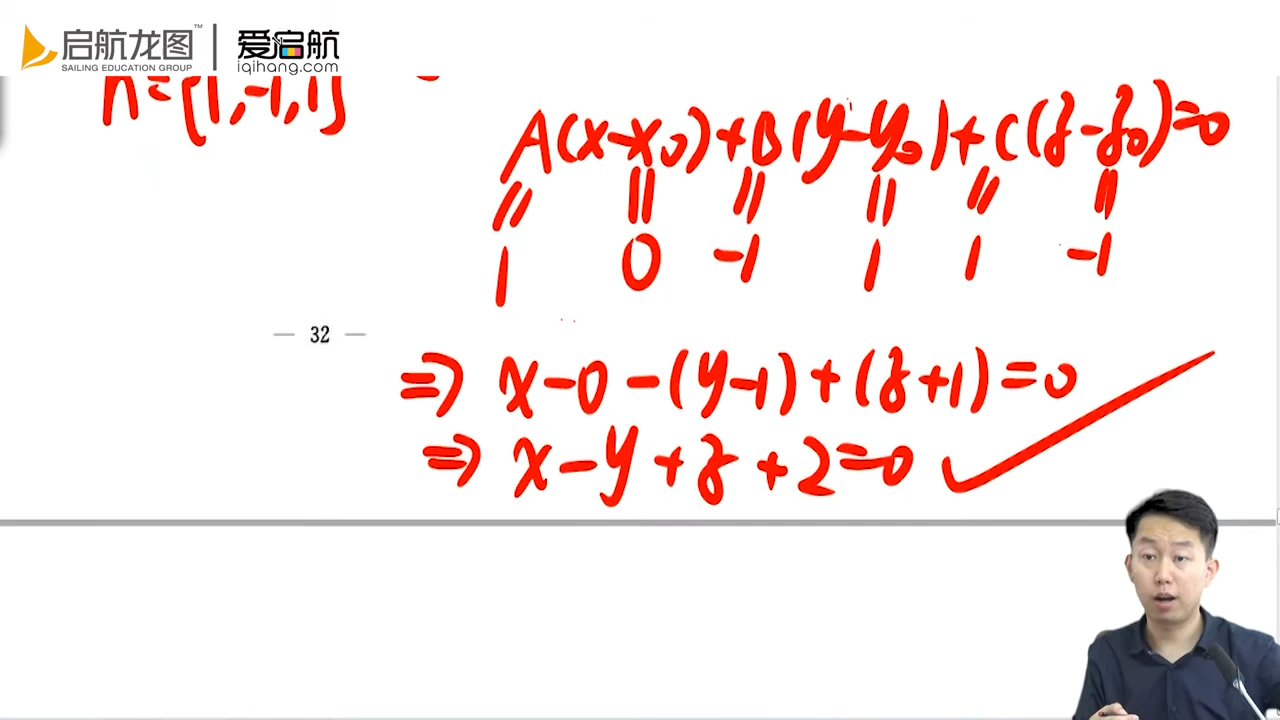 启航龙图™ 爱启航
SAILING EDUCATION GROUP iqihang.com
n={1,-1,1}
A(x-x0)+B(y-y0)+C(z-z0)=0
= = = = = =
1 0 -1 1 1 -1
— 32 —
⇒ x-0-(y-1)+(z+1)=0
⇒ x-y+z+2=0